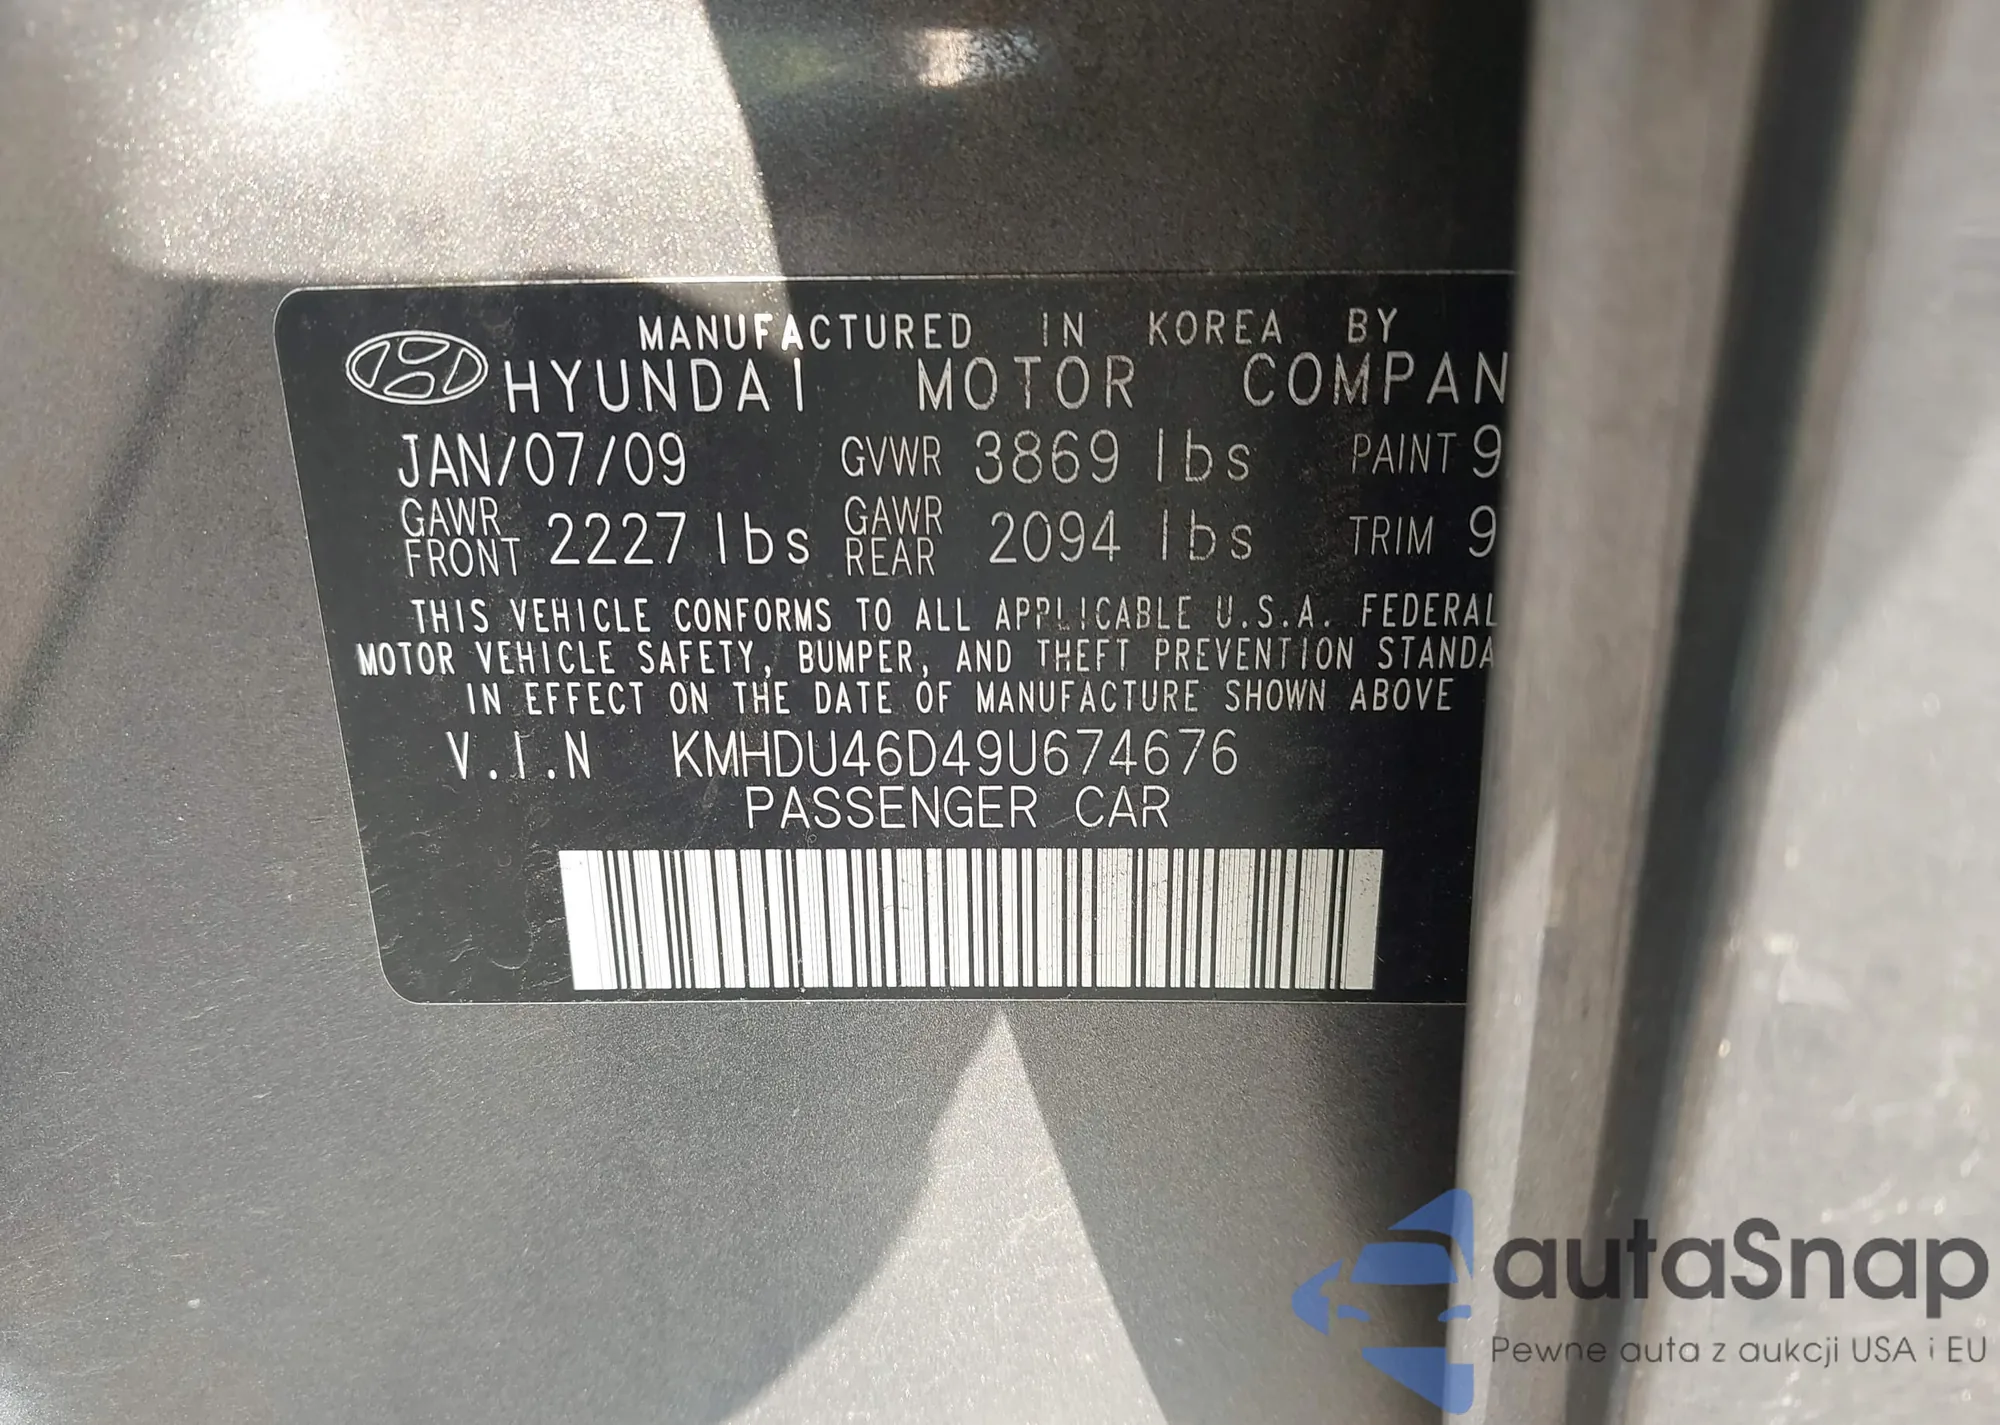 MANUFACTURED IN KOREA BY
HYUNDAI MOTOR COMPAN
JAN/07/09 GVWR 3869 lbs PAINT 9
GAWR FRONT 2227 lbs GAWR REAR 2094 lbs TRIM 9
THIS VEHICLE CONFORMS TO ALL APPLICABLE U.S.A. FEDERAL
MOTOR VEHICLE SAFETY, BUMPER, AND THEFT PREVENTION STANDA
IN EFFECT ON THE DATE OF MANUFACTURE SHOWN ABOVE
V.I.N KMHDU46D49U674676
PASSENGER CAR
autaSnap
Pewne auta z aukcji USA i EU